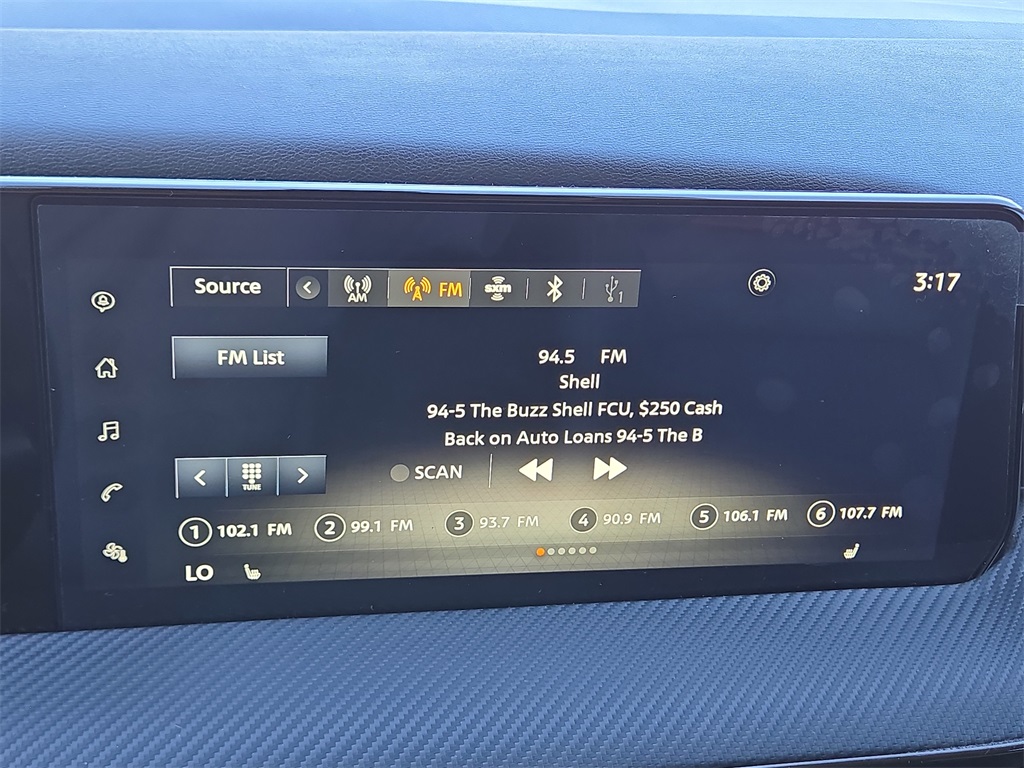 Source AM FM sxm 1 3:17
FM List
94.5 FM
Shell
94-5 The Buzz Shell FCU, $250 Cash
Back on Auto Loans 94-5 The B
TUNE SCAN
1 102.1 FM 2 99.1 FM 3 93.7 FM 4 90.9 FM 5 106.1 FM 6 107.7 FM
LO